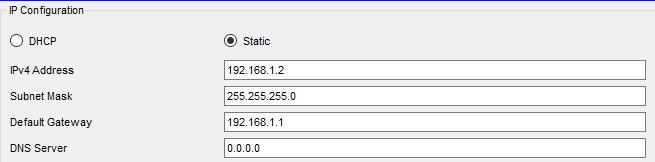 IP Configuration
DHCP Static
IPv4 Address 192.168.1.2
Subnet Mask 255.255.255.0
Default Gateway 192.168.1.1
DNS Server 0.0.0.0